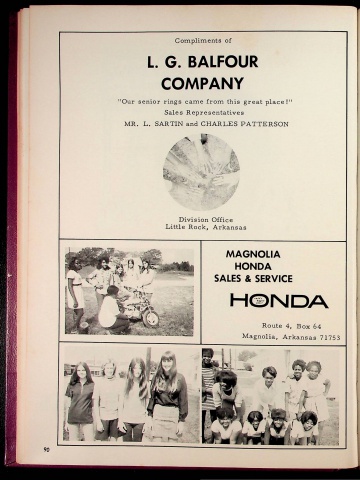 Compliments of
L. G. BALFOUR
COMPANY
"Our senior rings came from this great place!"
Sales Representatives
MR. L. SARTIN and CHARLES PATTERSON
Division Office
Little Rock, Arkansas
MAGNOLIA
HONDA
SALES & SERVICE
HONDA
Route 4, Box 64
Magnolia, Arkansas 71753
90